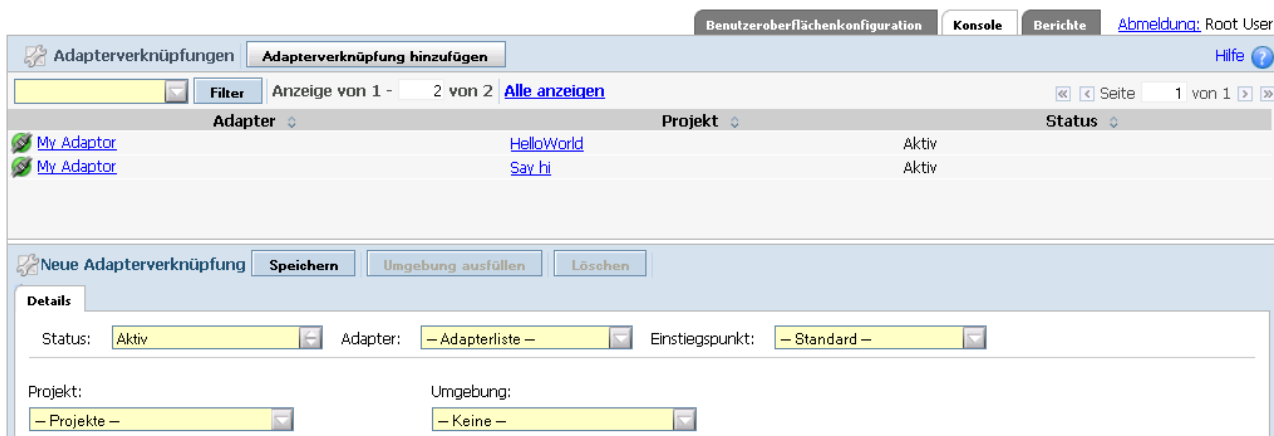 Benutzeroberflächenkonfiguration Konsole Berichte Abmeldung: Root User
Adapterverknüpfungen Adapterverknüpfung hinzufügen Hilfe ?
Filter Anzeige von 1 - 2 von 2 Alle anzeigen Seite 1 von 1
Adapter Projekt Status
My Adaptor HelloWorld Aktiv
My Adaptor Say hi Aktiv
Neue Adapterverknüpfung Speichern Umgebung ausfüllen Löschen
Details
Status: Aktiv Adapter: – Adapterliste – Einstiegspunkt: – Standard –
Projekt: Umgebung:
– Projekte – – Keine –